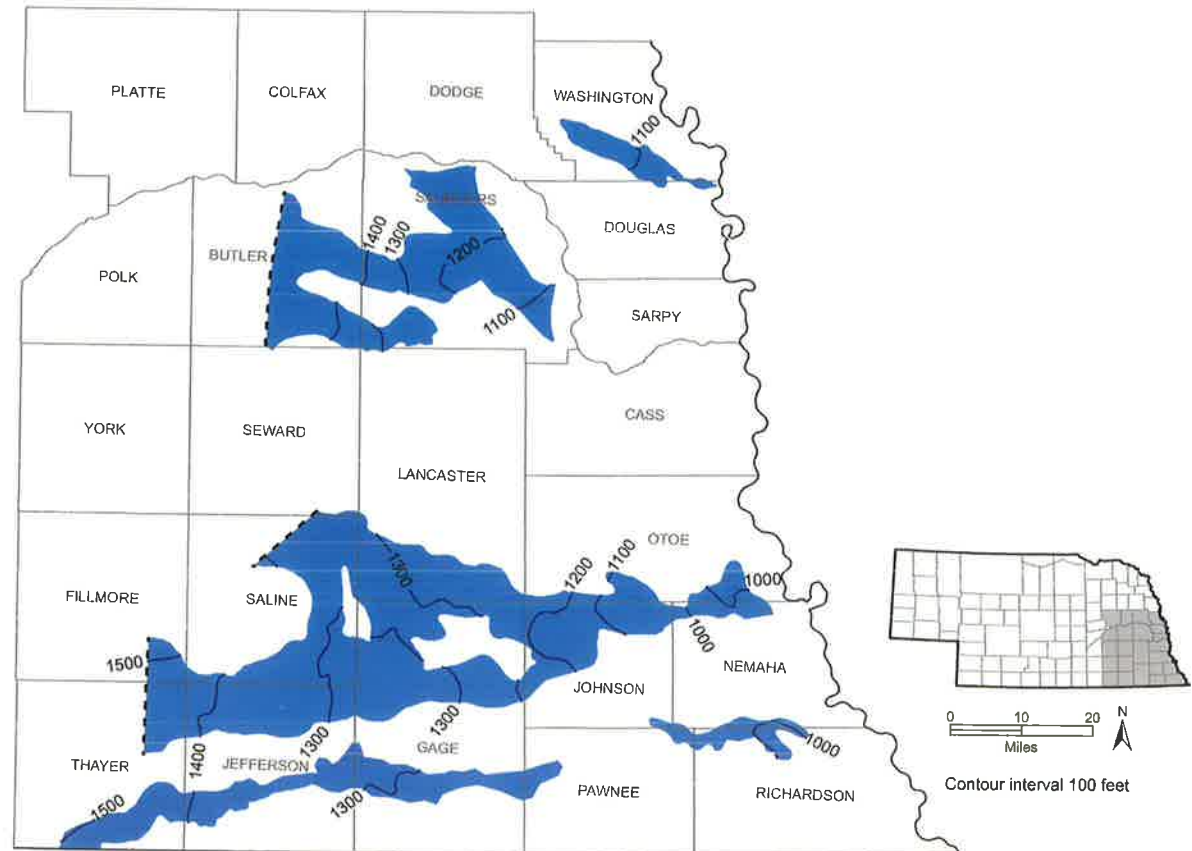 PLATTE
COLFAX
DODGE
WASHINGTON
1100
SAUNDERS
1400
1300
1200
BUTLER
DOUGLAS
POLK
1100
SARPY
CASS
YORK
SEWARD
LANCASTER
OTOE
1300
1200
1100
1000
FILLMORE
SALINE
1000
1500
NEMAHA
JOHNSON
1400
1300
1300
GAGE
1000
THAYER
JEFFERSON
1500
1300
PAWNEE
RICHARDSON
0 10 20
Miles
N
Contour interval 100 feet